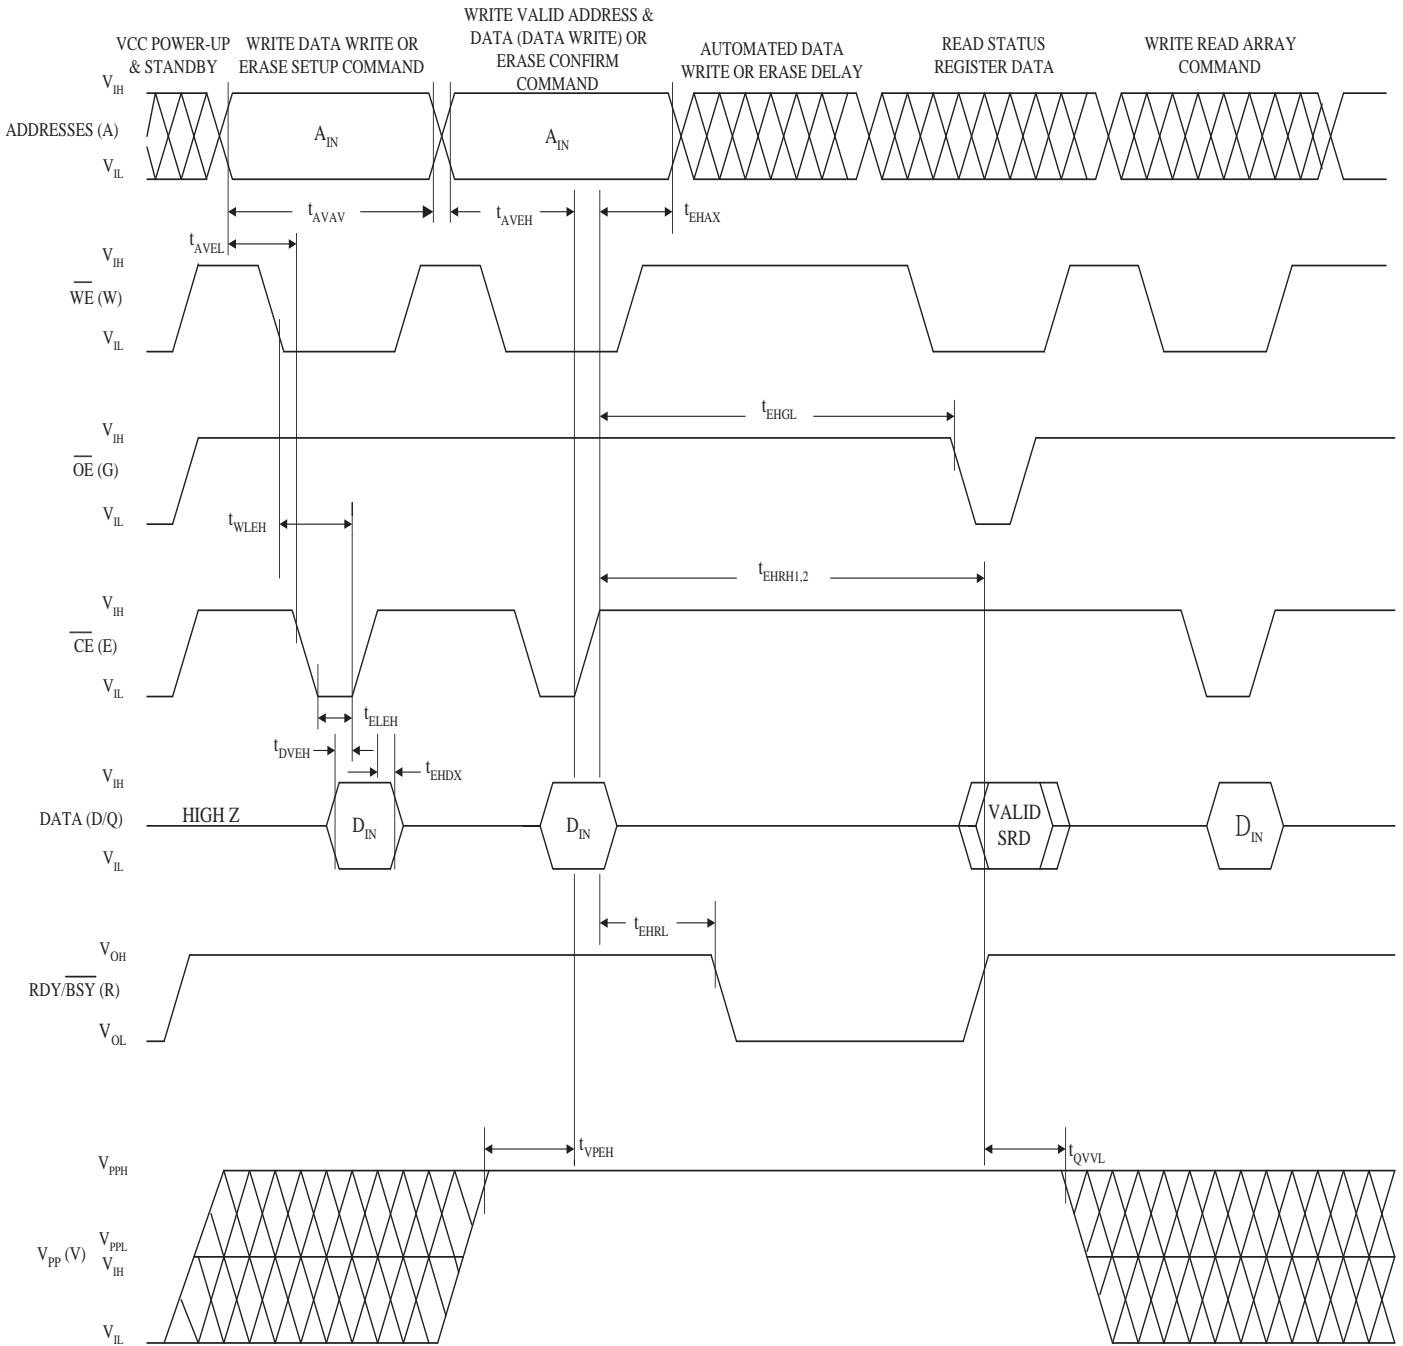 WRITE VALID ADDRESS &
DATA (DATA WRITE) OR
ERASE CONFIRM
COMMAND
VCC POWER-UP
& STANDBY
WRITE DATA WRITE OR
ERASE SETUP COMMAND
AUTOMATED DATA
WRITE OR ERASE DELAY
READ STATUS
REGISTER DATA
WRITE READ ARRAY
COMMAND
VIH
ADDRESSES (A)
AIN
AIN
VIL
tAVAV
tAVEH
tEHAX
tAVEL
VIH
WE (W)
VIL
tEHGL
VIH
OE (G)
VIL
tWLEH
tEHRH1,2
VIH
CE (E)
VIL
tELEH
tDVEH
tEHDX
VIH
DATA (D/Q)
HIGH Z
DIN
DIN
VALID
SRD
DIN
VIL
tEHRL
VOH
RDY/BSY (R)
VOL
tVPEH
tQVVL
VPPH
VPPL
VPP (V)
VIH
VIL